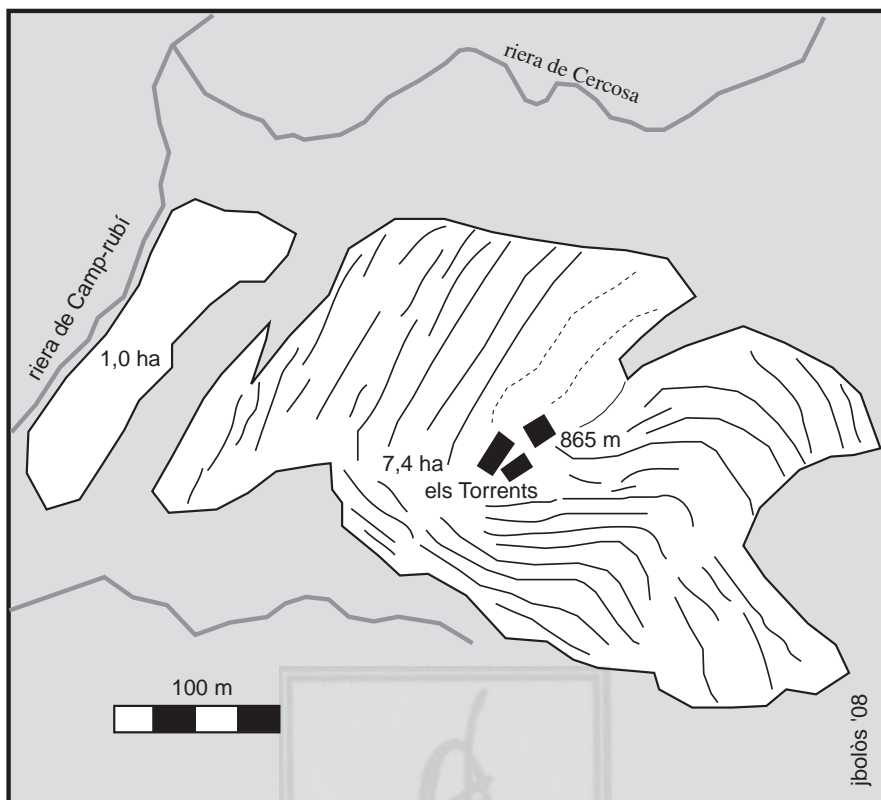 riera de Cercosa
riera de Camp-rubí
1,0 ha
865 m
7,4 ha
els Torrents
100 m
jbolòs '08